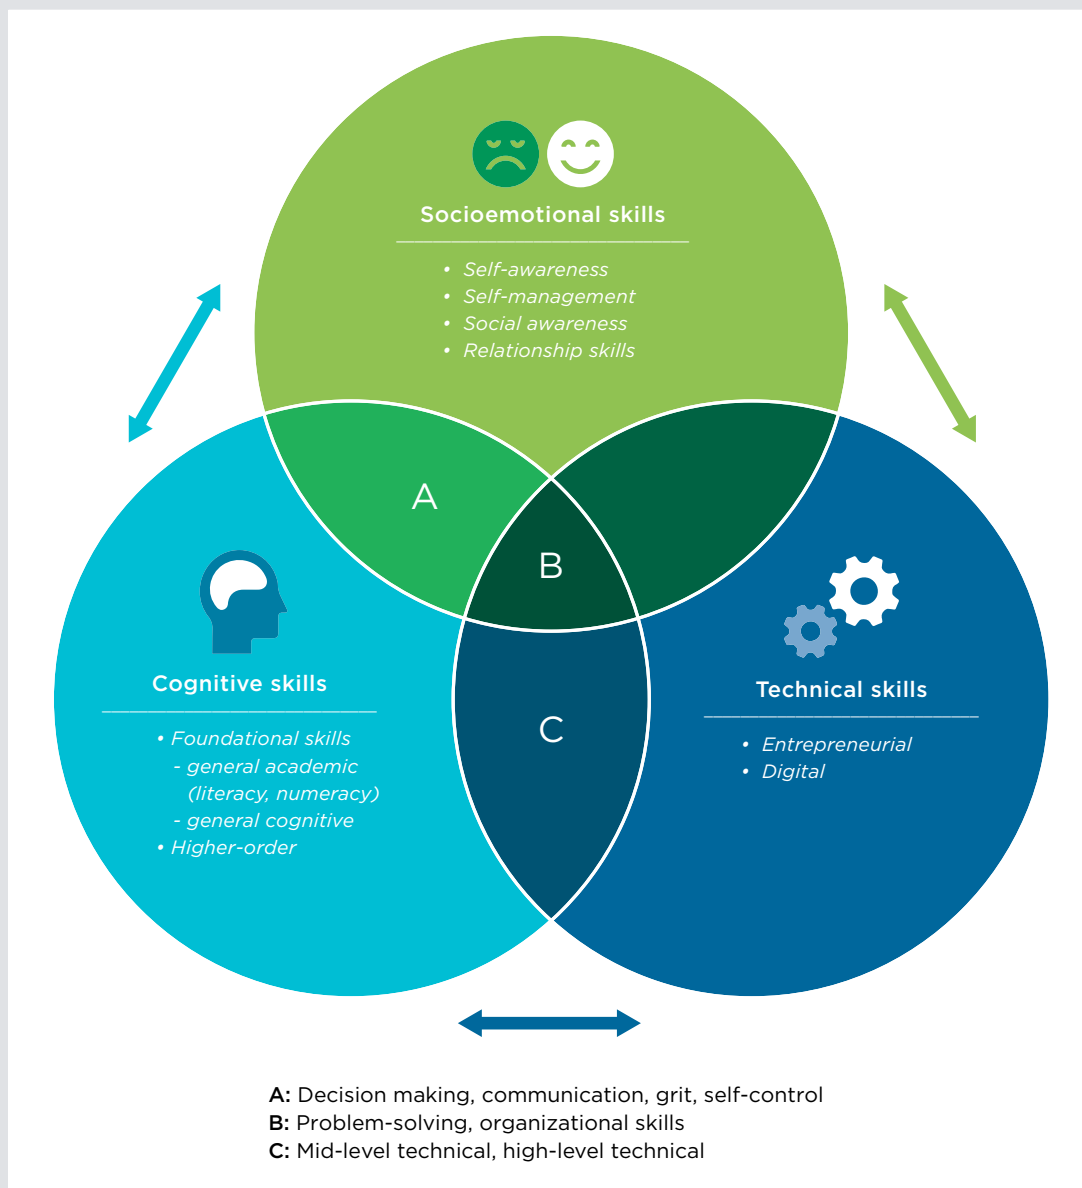 Socioemotional skills
• Self-awareness
• Self-management
• Social awareness
• Relationship skills
A
B
C
Cognitive skills
• Foundational skills
- general academic
(literacy, numeracy)
- general cognitive
• Higher-order
Technical skills
• Entrepreneurial
• Digital
A: Decision making, communication, grit, self-control
B: Problem-solving, organizational skills
C: Mid-level technical, high-level technical